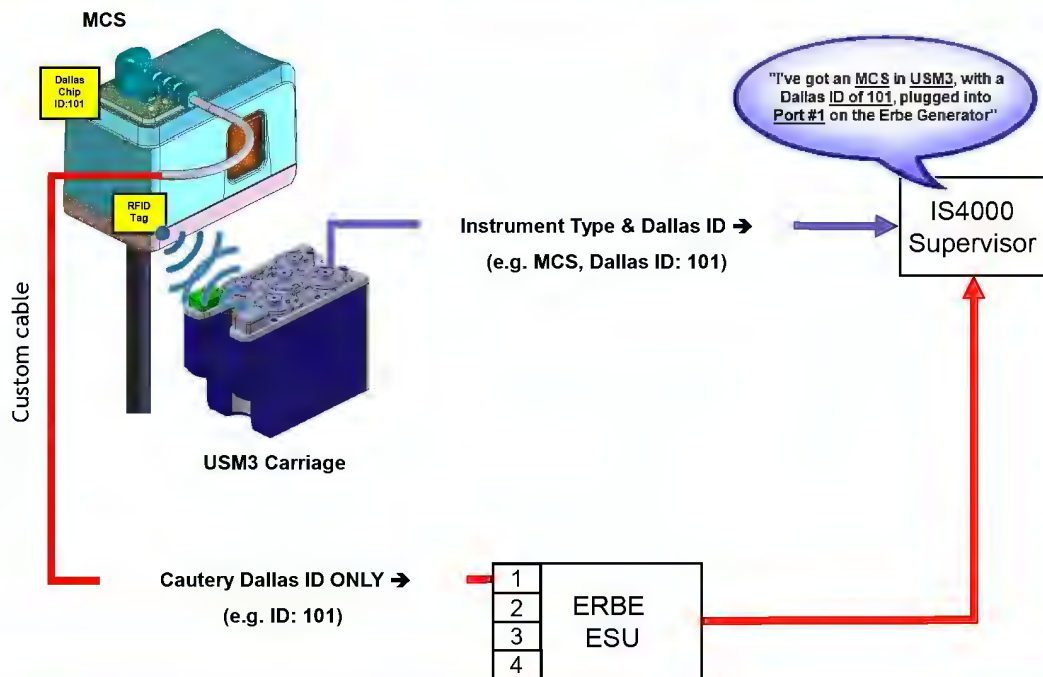 MCS
Dallas
Chip
ID:101
"I've got an MCS in USM3, with a
Dallas ID of 101, plugged into
Port #1 on the Erbe Generator"
RFID
Tag
IS4000
Supervisor
Instrument Type & Dallas ID →
(e.g. MCS, Dallas ID: 101)
Custom cable
USM3 Carriage
Cautery Dallas ID ONLY →
(e.g. ID: 101)
1
2
3
4
ERBE
ESU